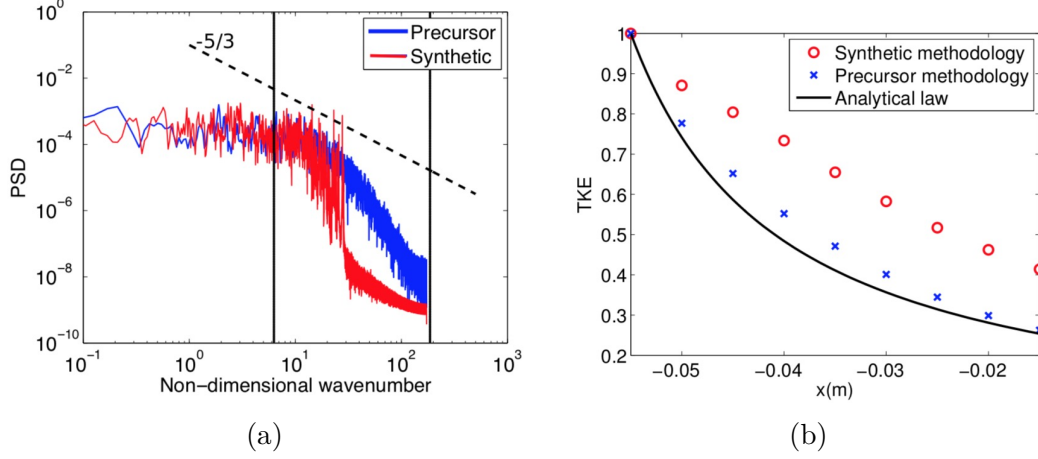 10^0
10^−2
10^−4
10^−6
10^−8
10^−10
PSD
-5/3
Precursor
Synthetic
10^−1
10^0
10^1
10^2
10^3
Non−dimensional wavenumber
(a)
1
0.9
0.8
0.7
0.6
0.5
0.4
0.3
0.2
TKE
Synthetic methodology
Precursor methodology
Analytical law
−0.05
−0.04
−0.03
−0.02
x(m)
(b)